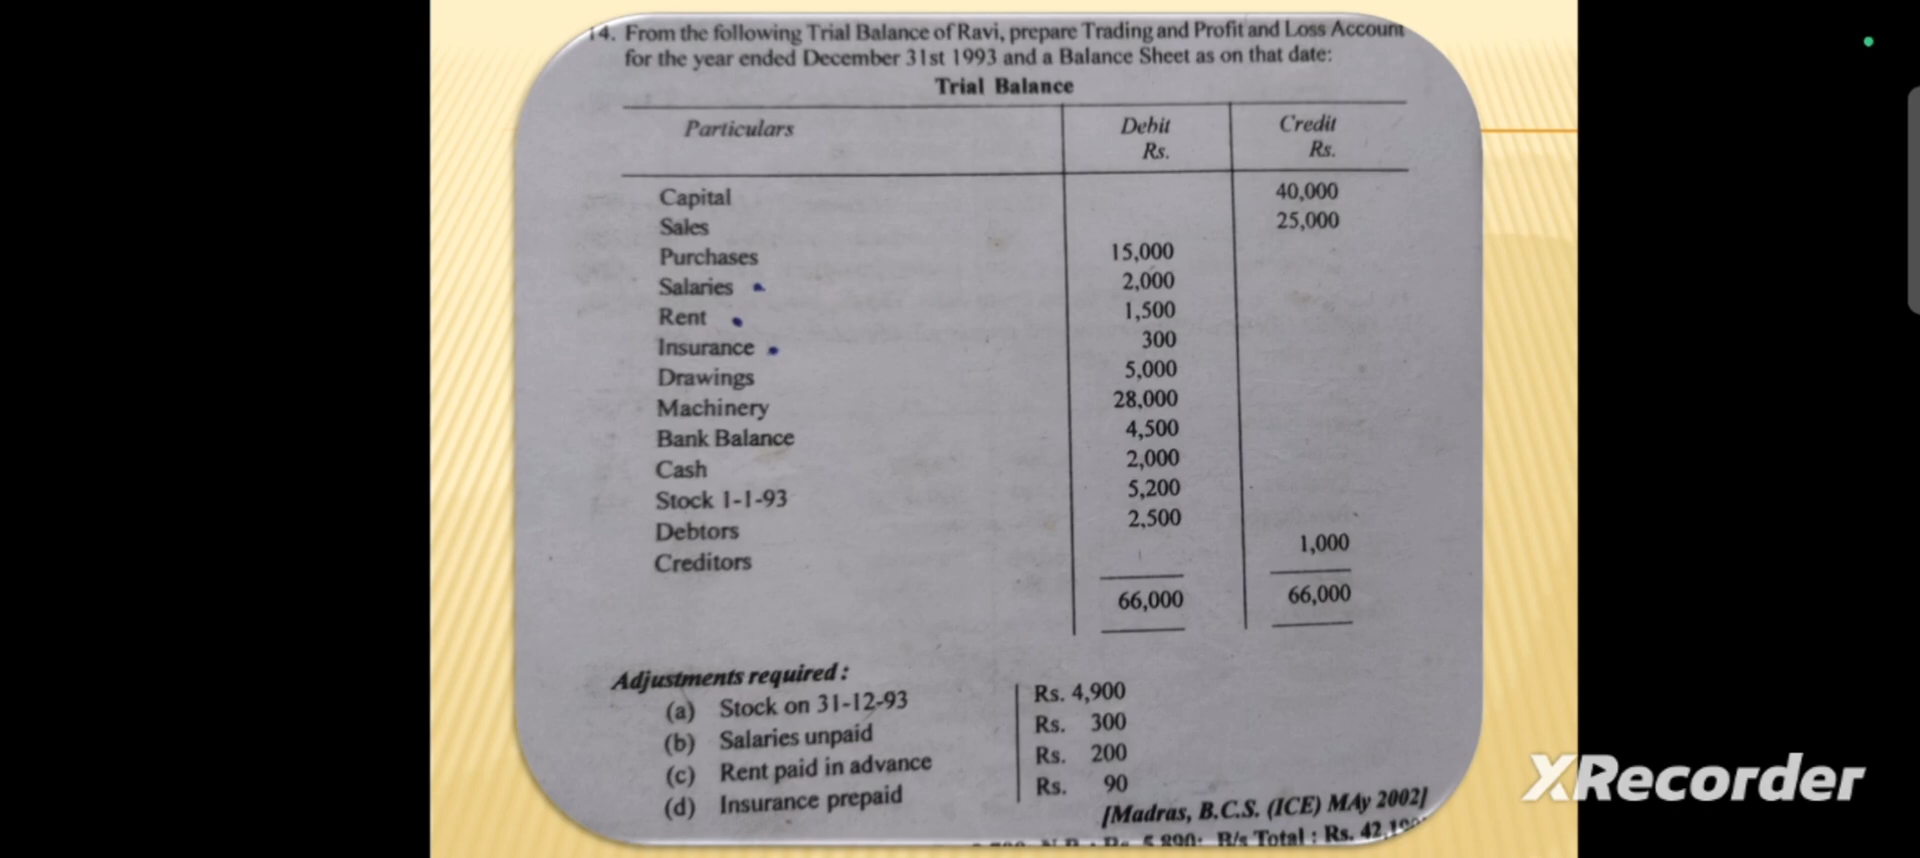 14. From the following Trial Balance of Ravi, prepare Trading and Profit and Loss Account
for the year ended December 31st 1993 and a Balance Sheet as on that date:
Trial Balance
Particulars Debit Rs. Credit Rs.
Capital 40,000
Sales 25,000
Purchases 15,000
Salaries 2,000
Rent 1,500
Insurance 300
Drawings 5,000
Machinery 28,000
Bank Balance 4,500
Cash 2,000
Stock 1-1-93 5,200
Debtors 2,500
Creditors 1,000
66,000 66,000
Adjustments required :
(a) Stock on 31-12-93 Rs. 4,900
(b) Salaries unpaid Rs. 300
(c) Rent paid in advance Rs. 200
(d) Insurance prepaid Rs. 90
[Madras, B.C.S. (ICE) MAy 2002]
5,890; B/s Total : Rs.
XRecorder